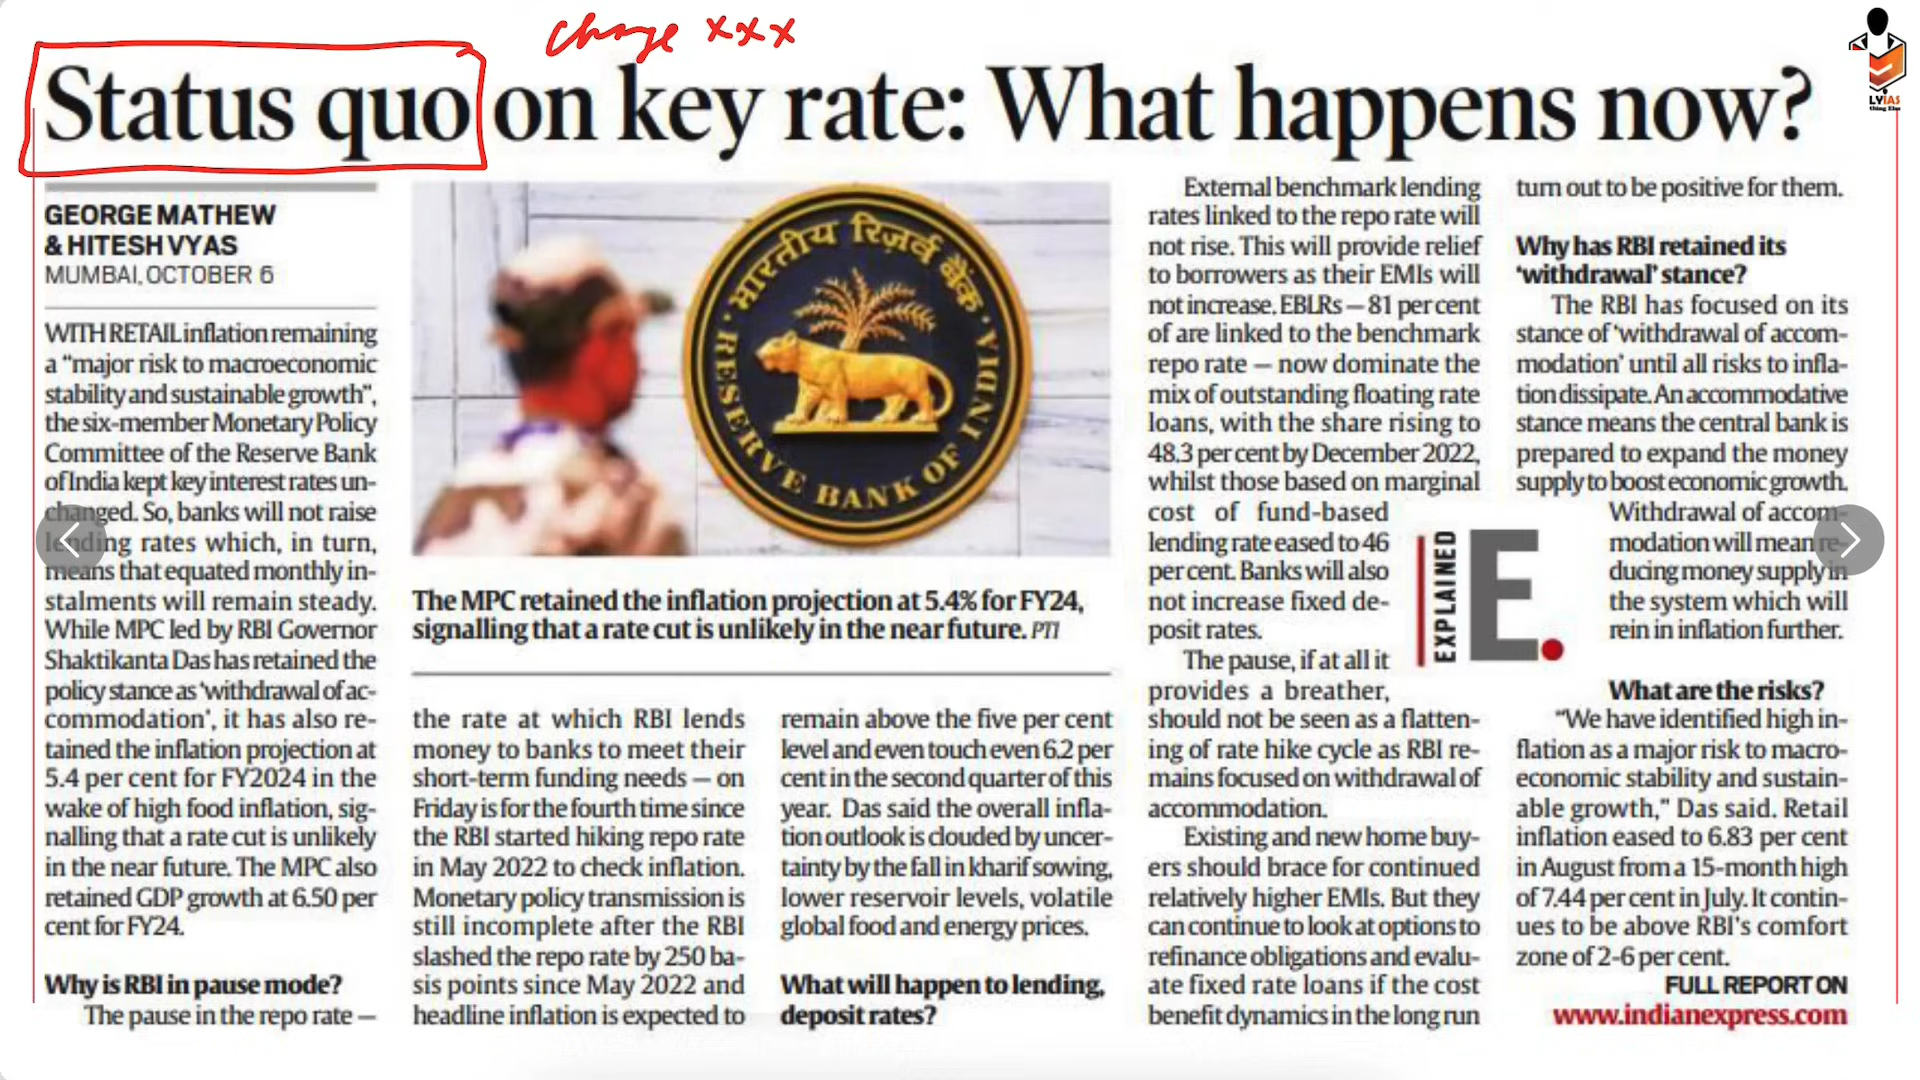 change xxx
Status quo on key rate: What happens now?
LYIAS
GEORGE MATHEW
& HITESH VYAS
MUMBAI, OCTOBER 6
WITH RETAIL inflation remaining
a “major risk to macroeconomic
stability and sustainable growth”,
the six-member Monetary Policy
Committee of the Reserve Bank
of India kept key interest rates un-
changed. So, banks will not raise
lending rates which, in turn,
means that equated monthly in-
stalments will remain steady.
While MPC led by RBI Governor
Shaktikanta Das has retained the
policy stance as ‘withdrawal of ac-
commodation’, it has also re-
tained the inflation projection at
5.4 per cent for FY2024 in the
wake of high food inflation, sig-
nalling that a rate cut is unlikely
in the near future. The MPC also
retained GDP growth at 6.50 per
cent for FY24.
Why is RBI in pause mode?
The pause in the repo rate —
भारतीय रिज़र्व बैंक
RESERVE BANK OF INDIA
The MPC retained the inflation projection at 5.4% for FY24,
signalling that a rate cut is unlikely in the near future. PTI
the rate at which RBI lends
money to banks to meet their
short-term funding needs — on
Friday is for the fourth time since
the RBI started hiking repo rate
in May 2022 to check inflation.
Monetary policy transmission is
still incomplete after the RBI
slashed the repo rate by 250 ba-
sis points since May 2022 and
headline inflation is expected to
remain above the five per cent
level and even touch even 6.2 per
cent in the second quarter of this
year. Das said the overall infla-
tion outlook is clouded by uncer-
tainty by the fall in kharif sowing,
lower reservoir levels, volatile
global food and energy prices.
What will happen to lending,
deposit rates?
External benchmark lending
rates linked to the repo rate will
not rise. This will provide relief
to borrowers as their EMIs will
not increase. EBLRs — 81 per cent
of are linked to the benchmark
repo rate — now dominate the
mix of outstanding floating rate
loans, with the share rising to
48.3 per cent by December 2022,
whilst those based on marginal
cost of fund-based
lending rate eased to 46
per cent. Banks will also
not increase fixed de-
posit rates.
The pause, if at all it
provides a breather,
should not be seen as a flatten-
ing of rate hike cycle as RBI re-
mains focused on withdrawal of
accommodation.
Existing and new home buy-
ers should brace for continued
relatively higher EMIs. But they
can continue to look at options to
refinance obligations and evalu-
ate fixed rate loans if the cost
benefit dynamics in the long run
EXPLAINED
E.
turn out to be positive for them.
Why has RBI retained its
‘withdrawal’ stance?
The RBI has focused on its
stance of ‘withdrawal of accom-
modation’ until all risks to infla-
tion dissipate. An accommodative
stance means the central bank is
prepared to expand the money
supply to boost economic growth.
Withdrawal of accom-
modation will mean re-
ducing money supply in
the system which will
rein in inflation further.
What are the risks?
“We have identified high in-
flation as a major risk to macro-
economic stability and sustain-
able growth,” Das said. Retail
inflation eased to 6.83 per cent
in August from a 15-month high
of 7.44 per cent in July. It contin-
ues to be above RBI’s comfort
zone of 2-6 per cent.
FULL REPORT ON
www.indianexpress.com